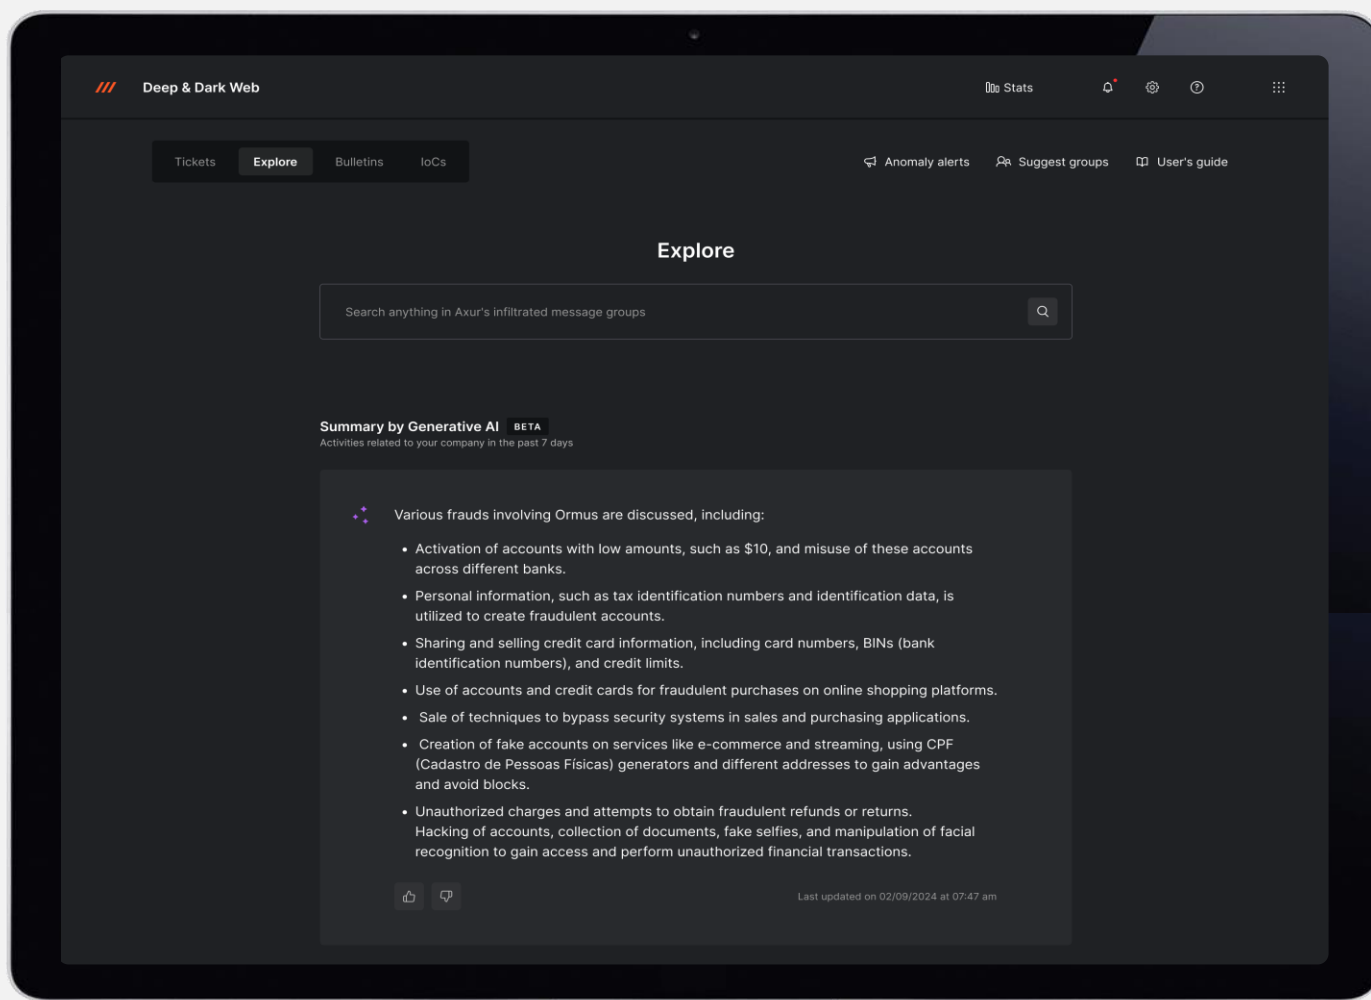 Deep & Dark Web
Stats
Tickets
Explore
Bulletins
IoCs
Anomaly alerts
Suggest groups
User's guide
Explore
Search anything in Axur's infiltrated message groups
Summary by Generative AI BETA
Activities related to your company in the past 7 days
Various frauds involving Ormus are discussed, including:
• Activation of accounts with low amounts, such as $10, and misuse of these accounts
across different banks.
• Personal information, such as tax identification numbers and identification data, is
utilized to create fraudulent accounts.
• Sharing and selling credit card information, including card numbers, BINs (bank
identification numbers), and credit limits.
• Use of accounts and credit cards for fraudulent purchases on online shopping platforms.
• Sale of techniques to bypass security systems in sales and purchasing applications.
• Creation of fake accounts on services like e-commerce and streaming, using CPF
(Cadastro de Pessoas Físicas) generators and different addresses to gain advantages
and avoid blocks.
• Unauthorized charges and attempts to obtain fraudulent refunds or returns.
Hacking of accounts, collection of documents, fake selfies, and manipulation of facial
recognition to gain access and perform unauthorized financial transactions.
Last updated on 02/09/2024 at 07:47 am